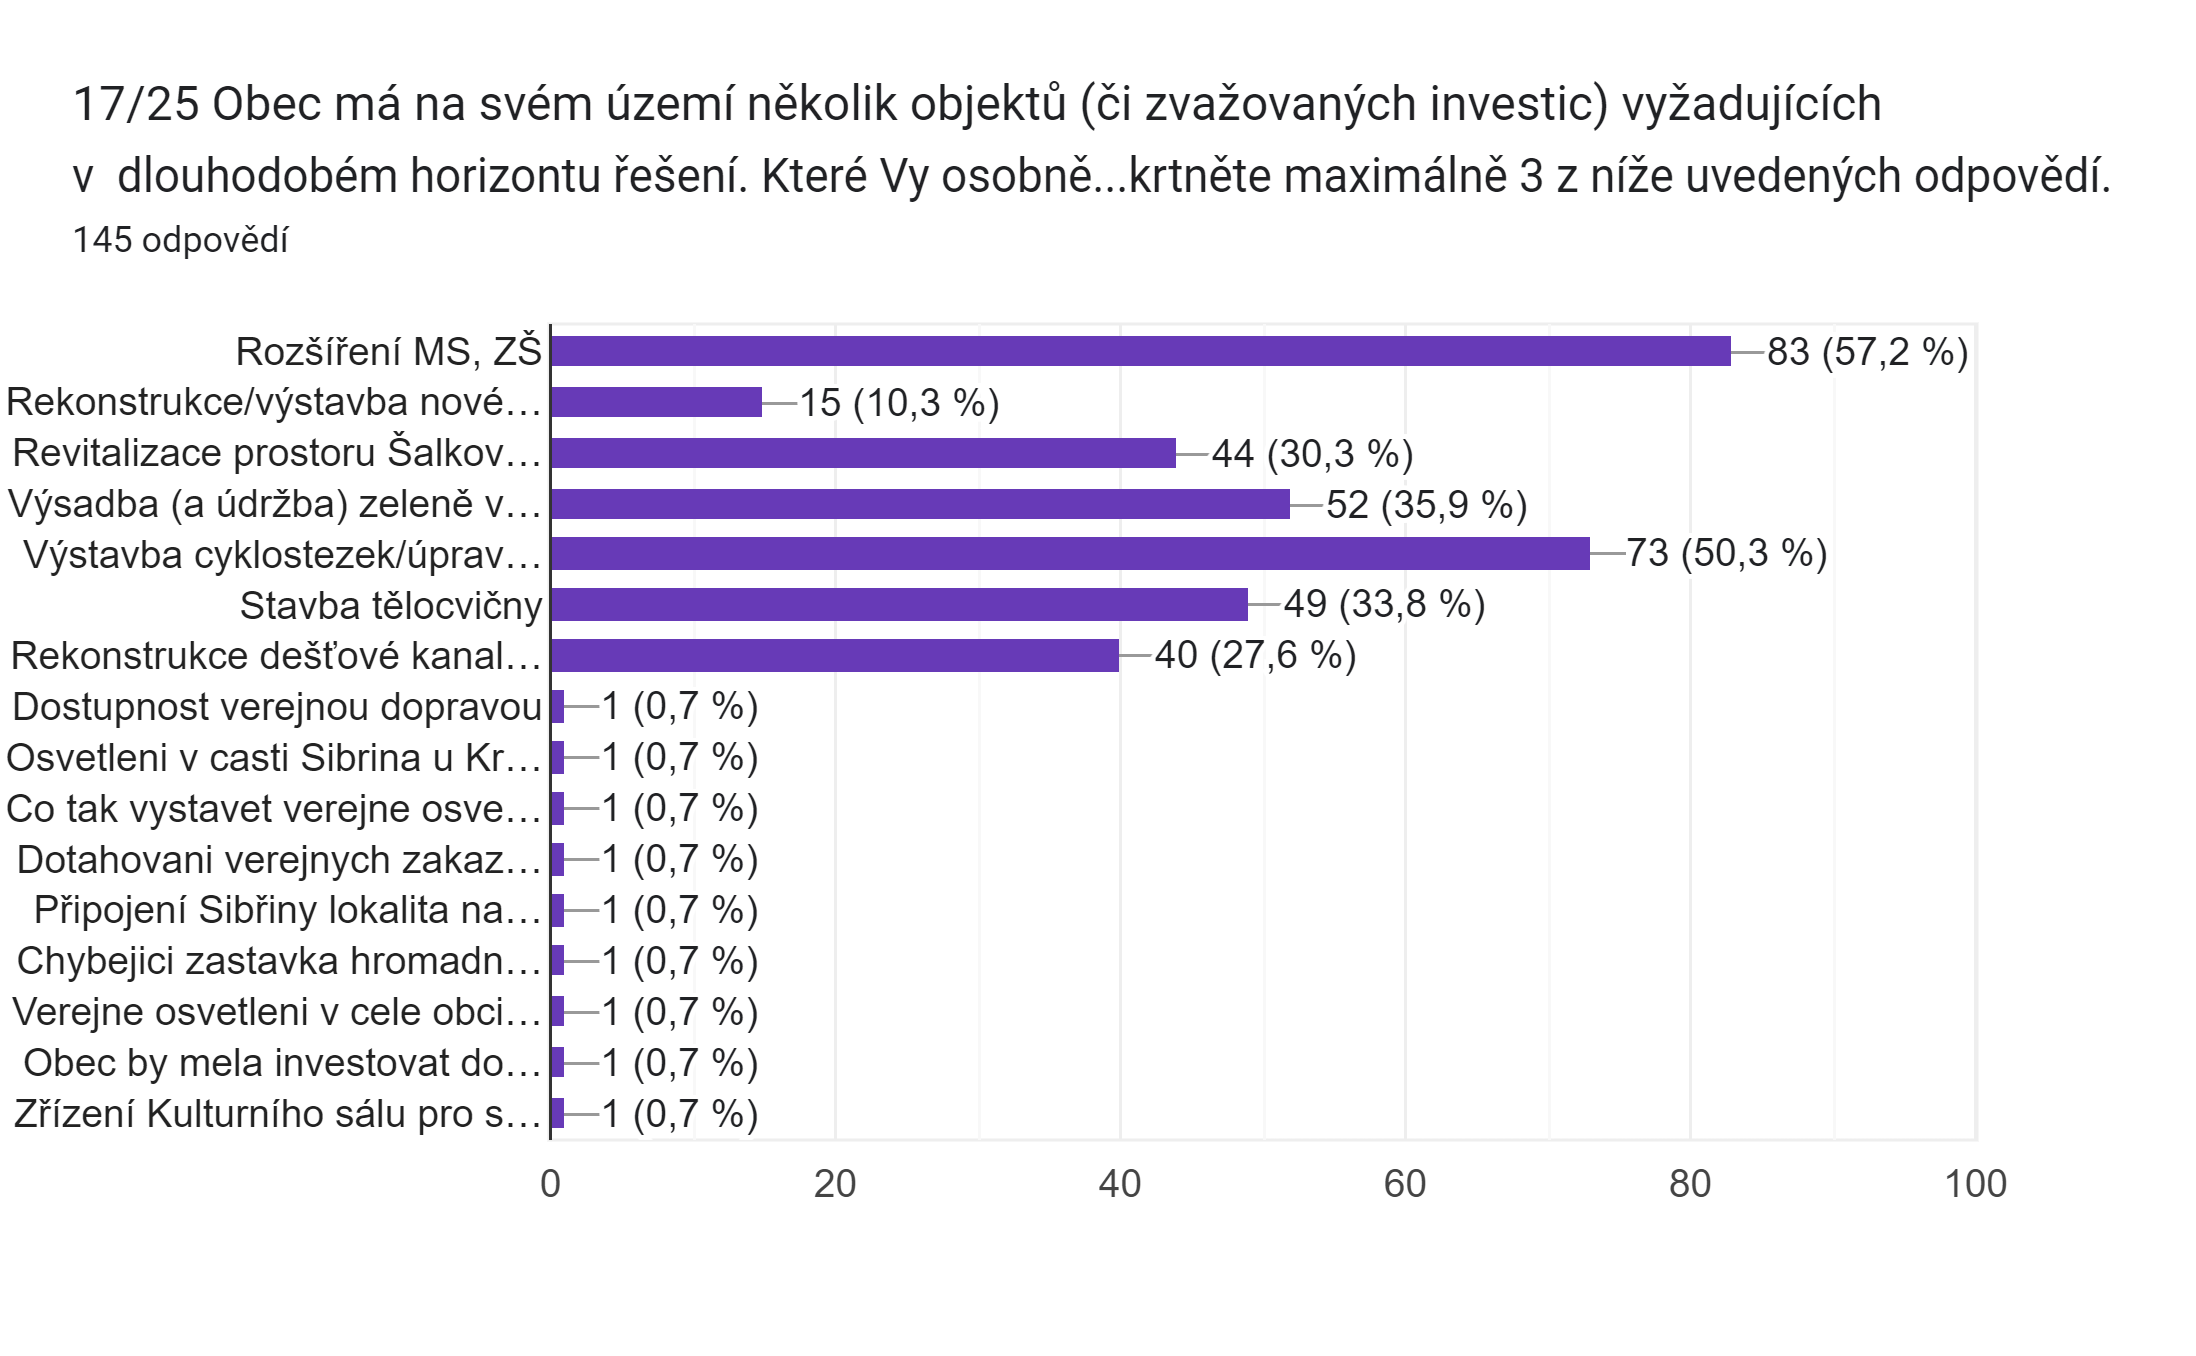 17/25 Obec má na svém území několik objektů (či zvažovaných investic) vyžadujících
v  dlouhodobém horizontu řešení. Které Vy osobně...krtněte maximálně 3 z níže uvedených odpovědí.
145 odpovědí
Rozšíření MS, ZŠ 83 (57,2 %)
Rekonstrukce/výstavba nové… 15 (10,3 %)
Revitalizace prostoru Šalkov… 44 (30,3 %)
Výsadba (a údržba) zeleně v… 52 (35,9 %)
Výstavba cyklostezek/úprav… 73 (50,3 %)
Stavba tělocvičny 49 (33,8 %)
Rekonstrukce dešťové kanal… 40 (27,6 %)
Dostupnost verejnou dopravou 1 (0,7 %)
Osvetleni v casti Sibrina u Kr… 1 (0,7 %)
Co tak vystavet verejne osve… 1 (0,7 %)
Dotahovani verejnych zakaz… 1 (0,7 %)
Připojení Sibřiny lokalita na… 1 (0,7 %)
Chybejici zastavka hromadn… 1 (0,7 %)
Verejne osvetleni v cele obci… 1 (0,7 %)
Obec by mela investovat do… 1 (0,7 %)
Zřízení Kulturního sálu pro s… 1 (0,7 %)
0 20 40 60 80 100